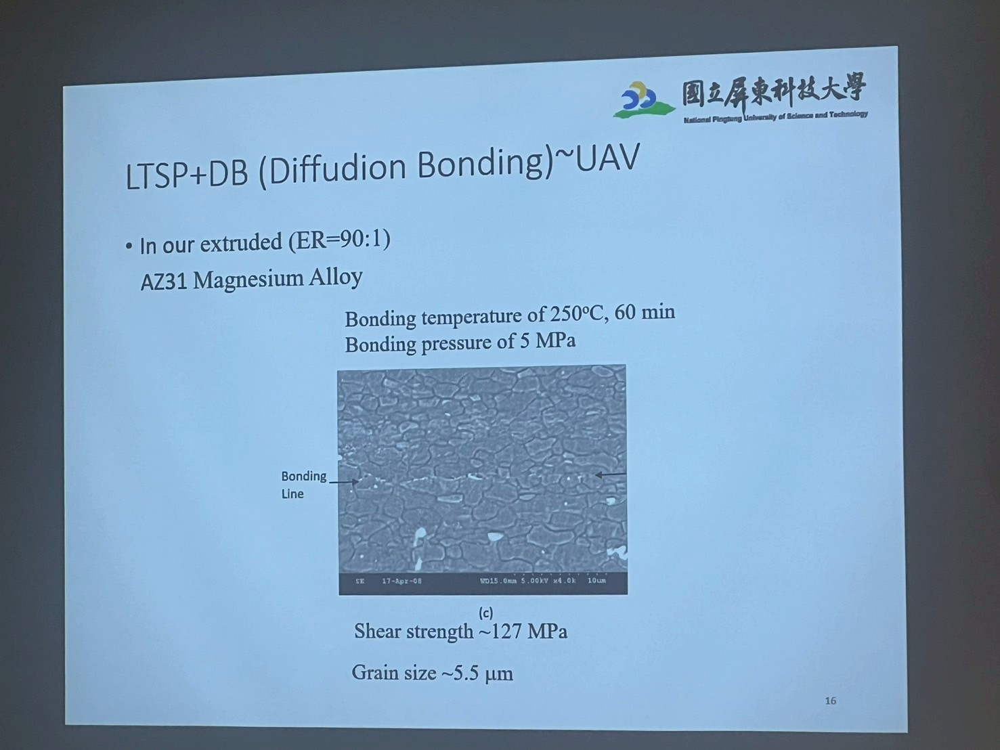 國立屏東科技大學
National Pingtung University of Science and Technology
LTSP+DB (Diffudion Bonding)~UAV
• In our extruded (ER=90:1)
AZ31 Magnesium Alloy
Bonding temperature of 250°C, 60 min
Bonding pressure of 5 MPa
Bonding
Line
SE 17-Apr-08 WD15.0mm 5.00kV x4.0k 10um
(c)
Shear strength ~127 MPa
Grain size ~5.5 μm
16